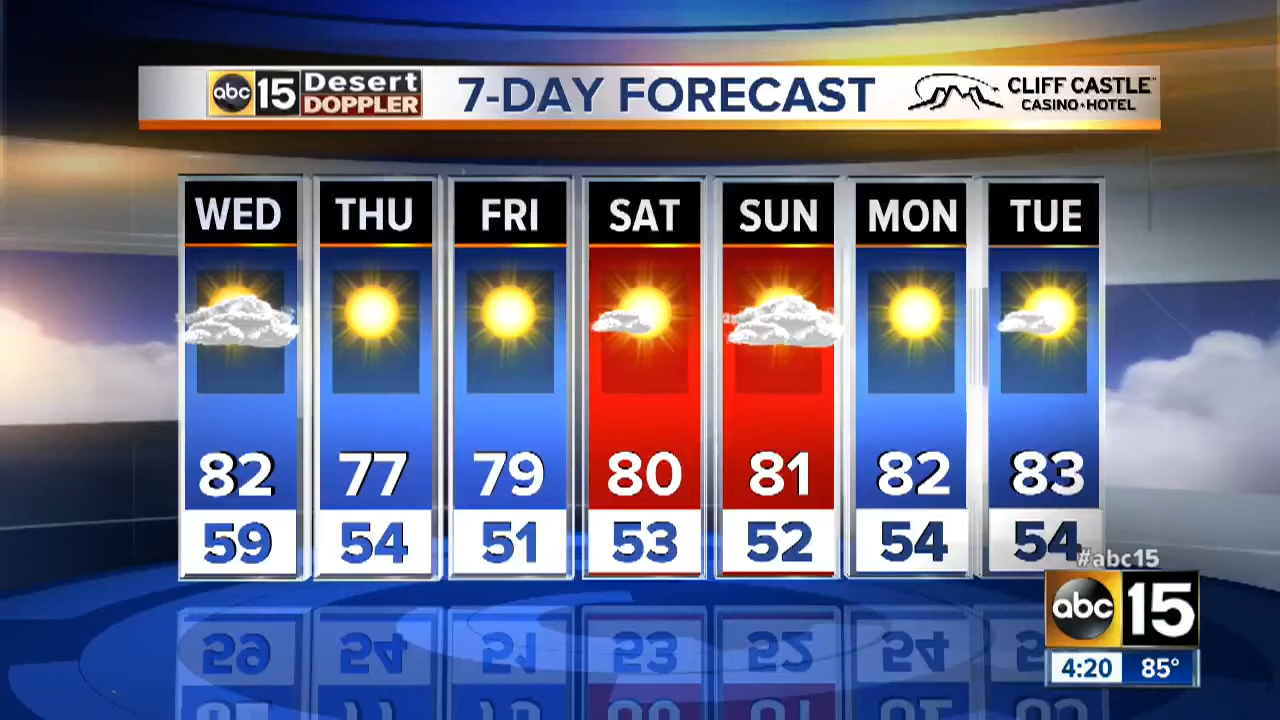 abc 15 Desert DOPPLER 7-DAY FORECAST CLIFF CASTLE™ CASINO • HOTEL
WED THU FRI SAT SUN MON TUE
82 77 79 80 81 82 83
59 54 51 53 52 54 54
#abc15
abc 15
4:20 85°